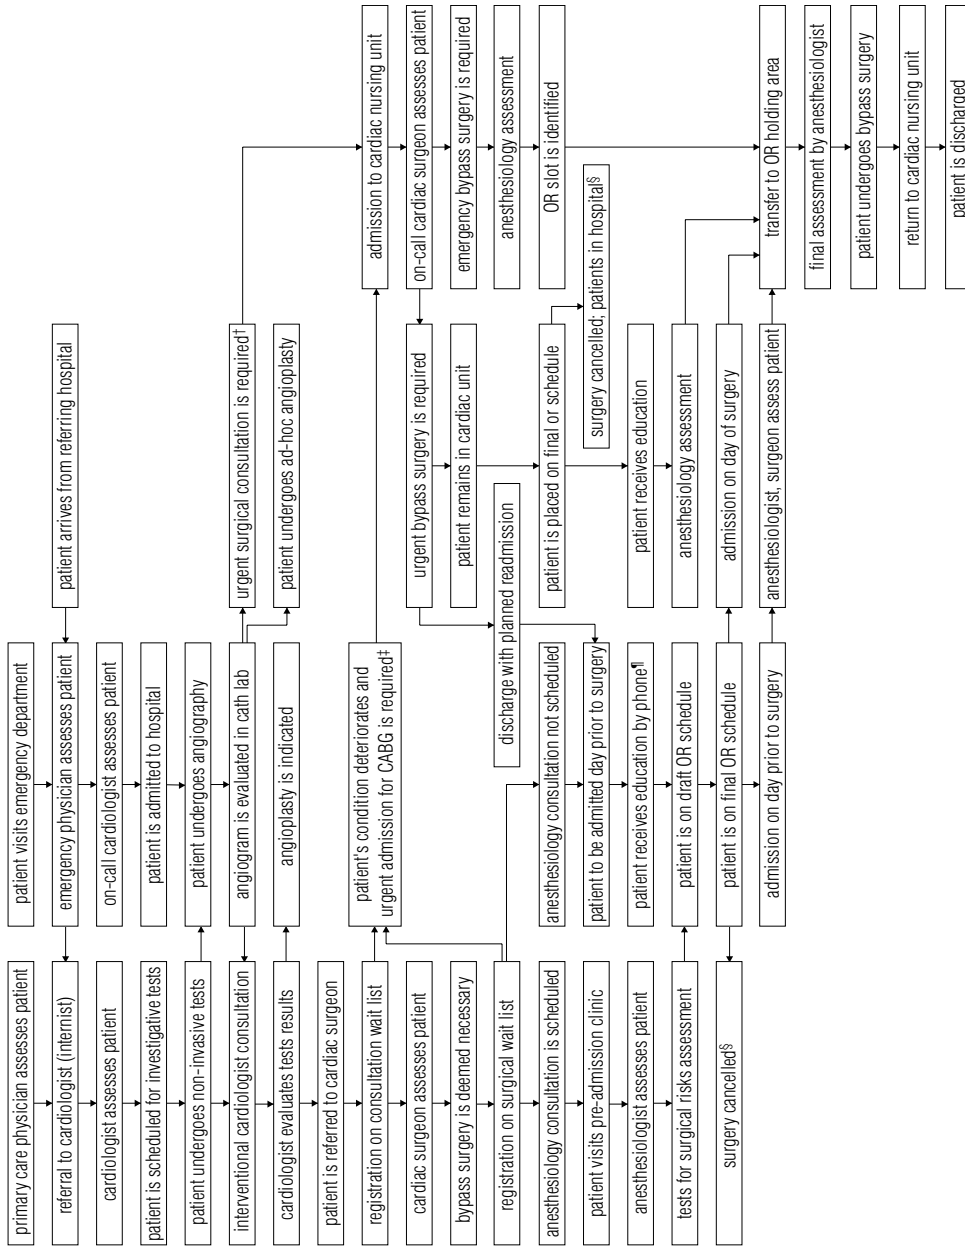 primary care physician assesses patient
referral to cardiologist (internist)
cardiologist assesses patient
patient is scheduled for investigative tests
patient undergoes non-invasive tests
interventional cardiologist consultation
cardiologist evaluates tests results
patient is referred to cardiac surgeon
registration on consultation wait list
cardiac surgeon assesses patient
bypass surgery is deemed necessary
registration on surgical wait list
anesthesiology consultation is scheduled
patient visits pre-admission clinic
anesthesiologist assesses patient
tests for surgical risks assessment
surgery cancelled§
patient visits emergency department
emergency physician assesses patient
on-call cardiologist assesses patient
patient is admitted to hospital
patient undergoes angiography
angiogram is evaluated in cath lab
angioplasty is indicated
patient's condition deteriorates and
urgent admission for CABG is required‡
discharge with planned readmission
anesthesiology consultation not scheduled
patient to be admitted day prior to surgery
patient receives education by phone¶
patient is on draft OR schedule
patient is on final OR schedule
admission on day prior to surgery
patient arrives from referring hospital
urgent surgical consultation is required†
patient undergoes ad-hoc angioplasty
urgent bypass surgery is required
patient remains in cardiac unit
patient is placed on final or schedule
surgery cancelled; patients in hospital§
patient receives education
anesthesiology assessment
admission on day of surgery
anesthesiologist, surgeon assess patient
admission to cardiac nursing unit
on-call cardiac surgeon assesses patient
emergency bypass surgery is required
anesthesiology assessment
OR slot is identified
transfer to OR holding area
final assessment by anesthesiologist
patient undergoes bypass surgery
return to cardiac nursing unit
patient is discharged